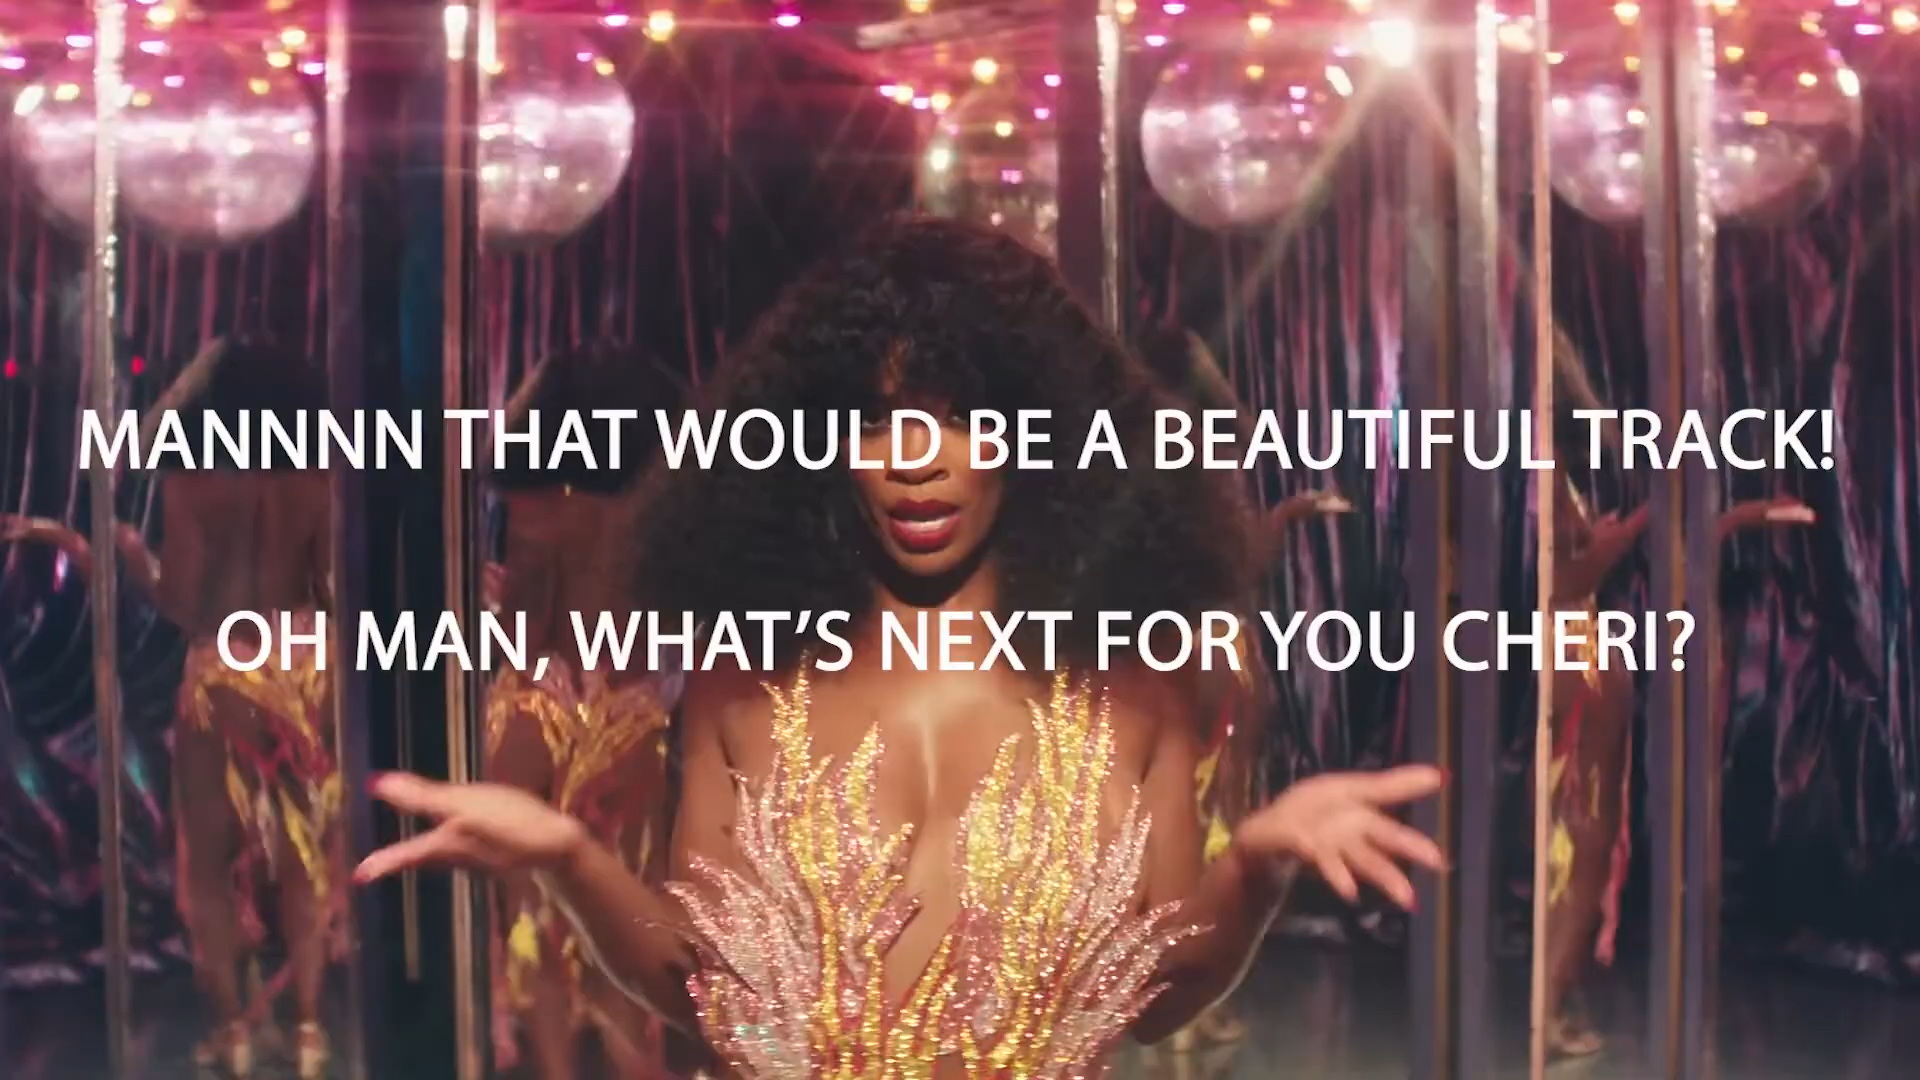 MANNNN THAT WOULD BE A BEAUTIFUL TRACK!
OH MAN, WHAT'S NEXT FOR YOU CHERI?